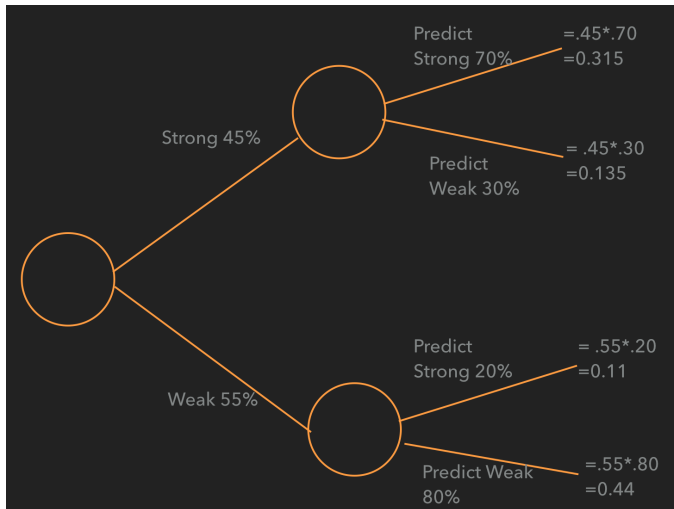 Predict
Strong 70%
=.45*.70
=0.315
Strong 45%
Predict
Weak 30%
= .45*.30
=0.135
Weak 55%
Predict
Strong 20%
= .55*.20
=0.11
Predict Weak
80%
=.55*.80
=0.44